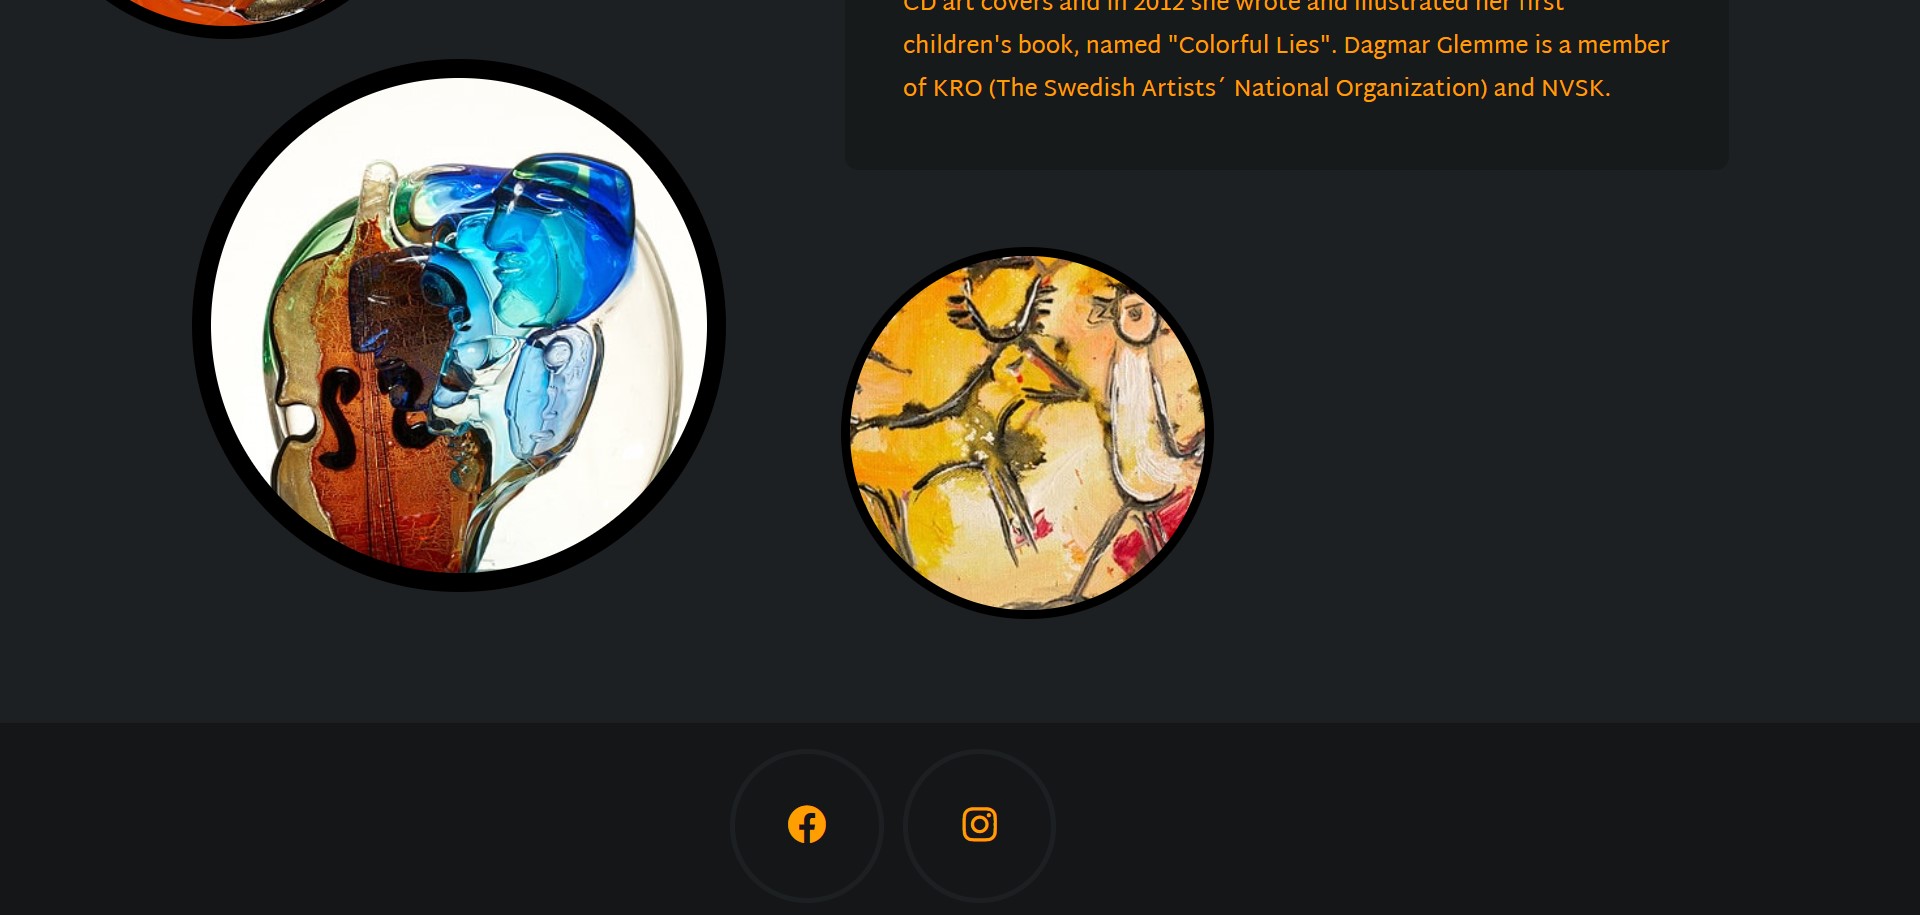 CD art covers and in 2012 she wrote and illustrated her first
children's book, named "Colorful Lies". Dagmar Glemme is a member
of KRO (The Swedish Artists´ National Organization) and NVSK.